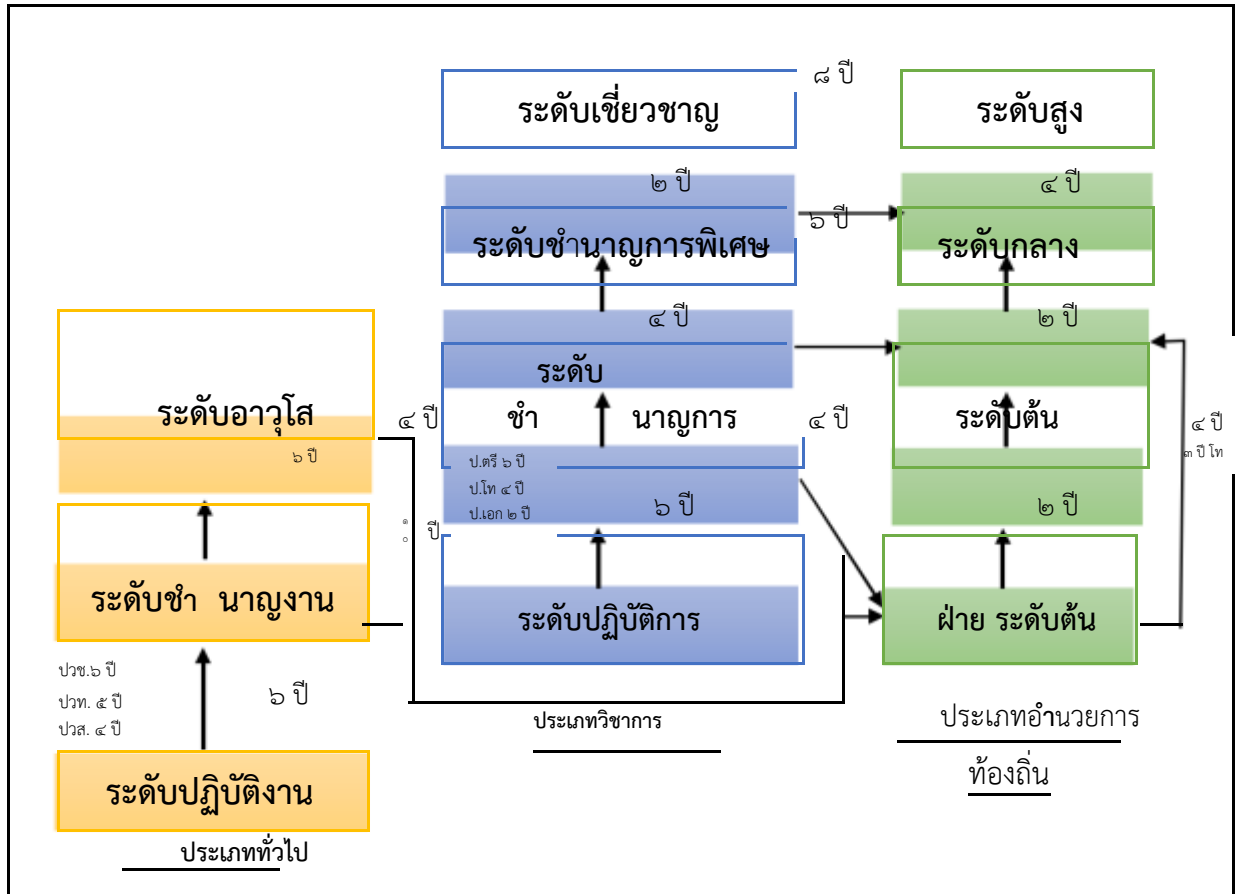 ๘ ปี
ระดับเชี่ยวชาญ
ระดับสูง
๒ ปี
๔ ปี
๖ ปี
ระดับชำนาญการพิเศษ
ระดับกลาง
๔ ปี
๒ ปี
ระดับ
ชำ นาญการ
ระดับต้น
ระดับอาวุโส
๔ ปี
๔ ปี
๔ ปี
๓ ปี โท
๖ ปี
ป.ตรี ๖ ปี
ป.โท ๔ ปี
ป.เอก ๒ ปี
๖ ปี
๒ ปี
๑๐ ปี
ระดับชำ นาญงาน
ระดับปฏิบัติการ
ฝ่าย ระดับต้น
ปวช.๖ ปี
ปวท. ๕ ปี
ปวส. ๔ ปี
๖ ปี
ประเภทวิชาการ
ประเภทอำนวยการ
ท้องถิ่น
ระดับปฏิบัติงาน
ประเภททั่วไป